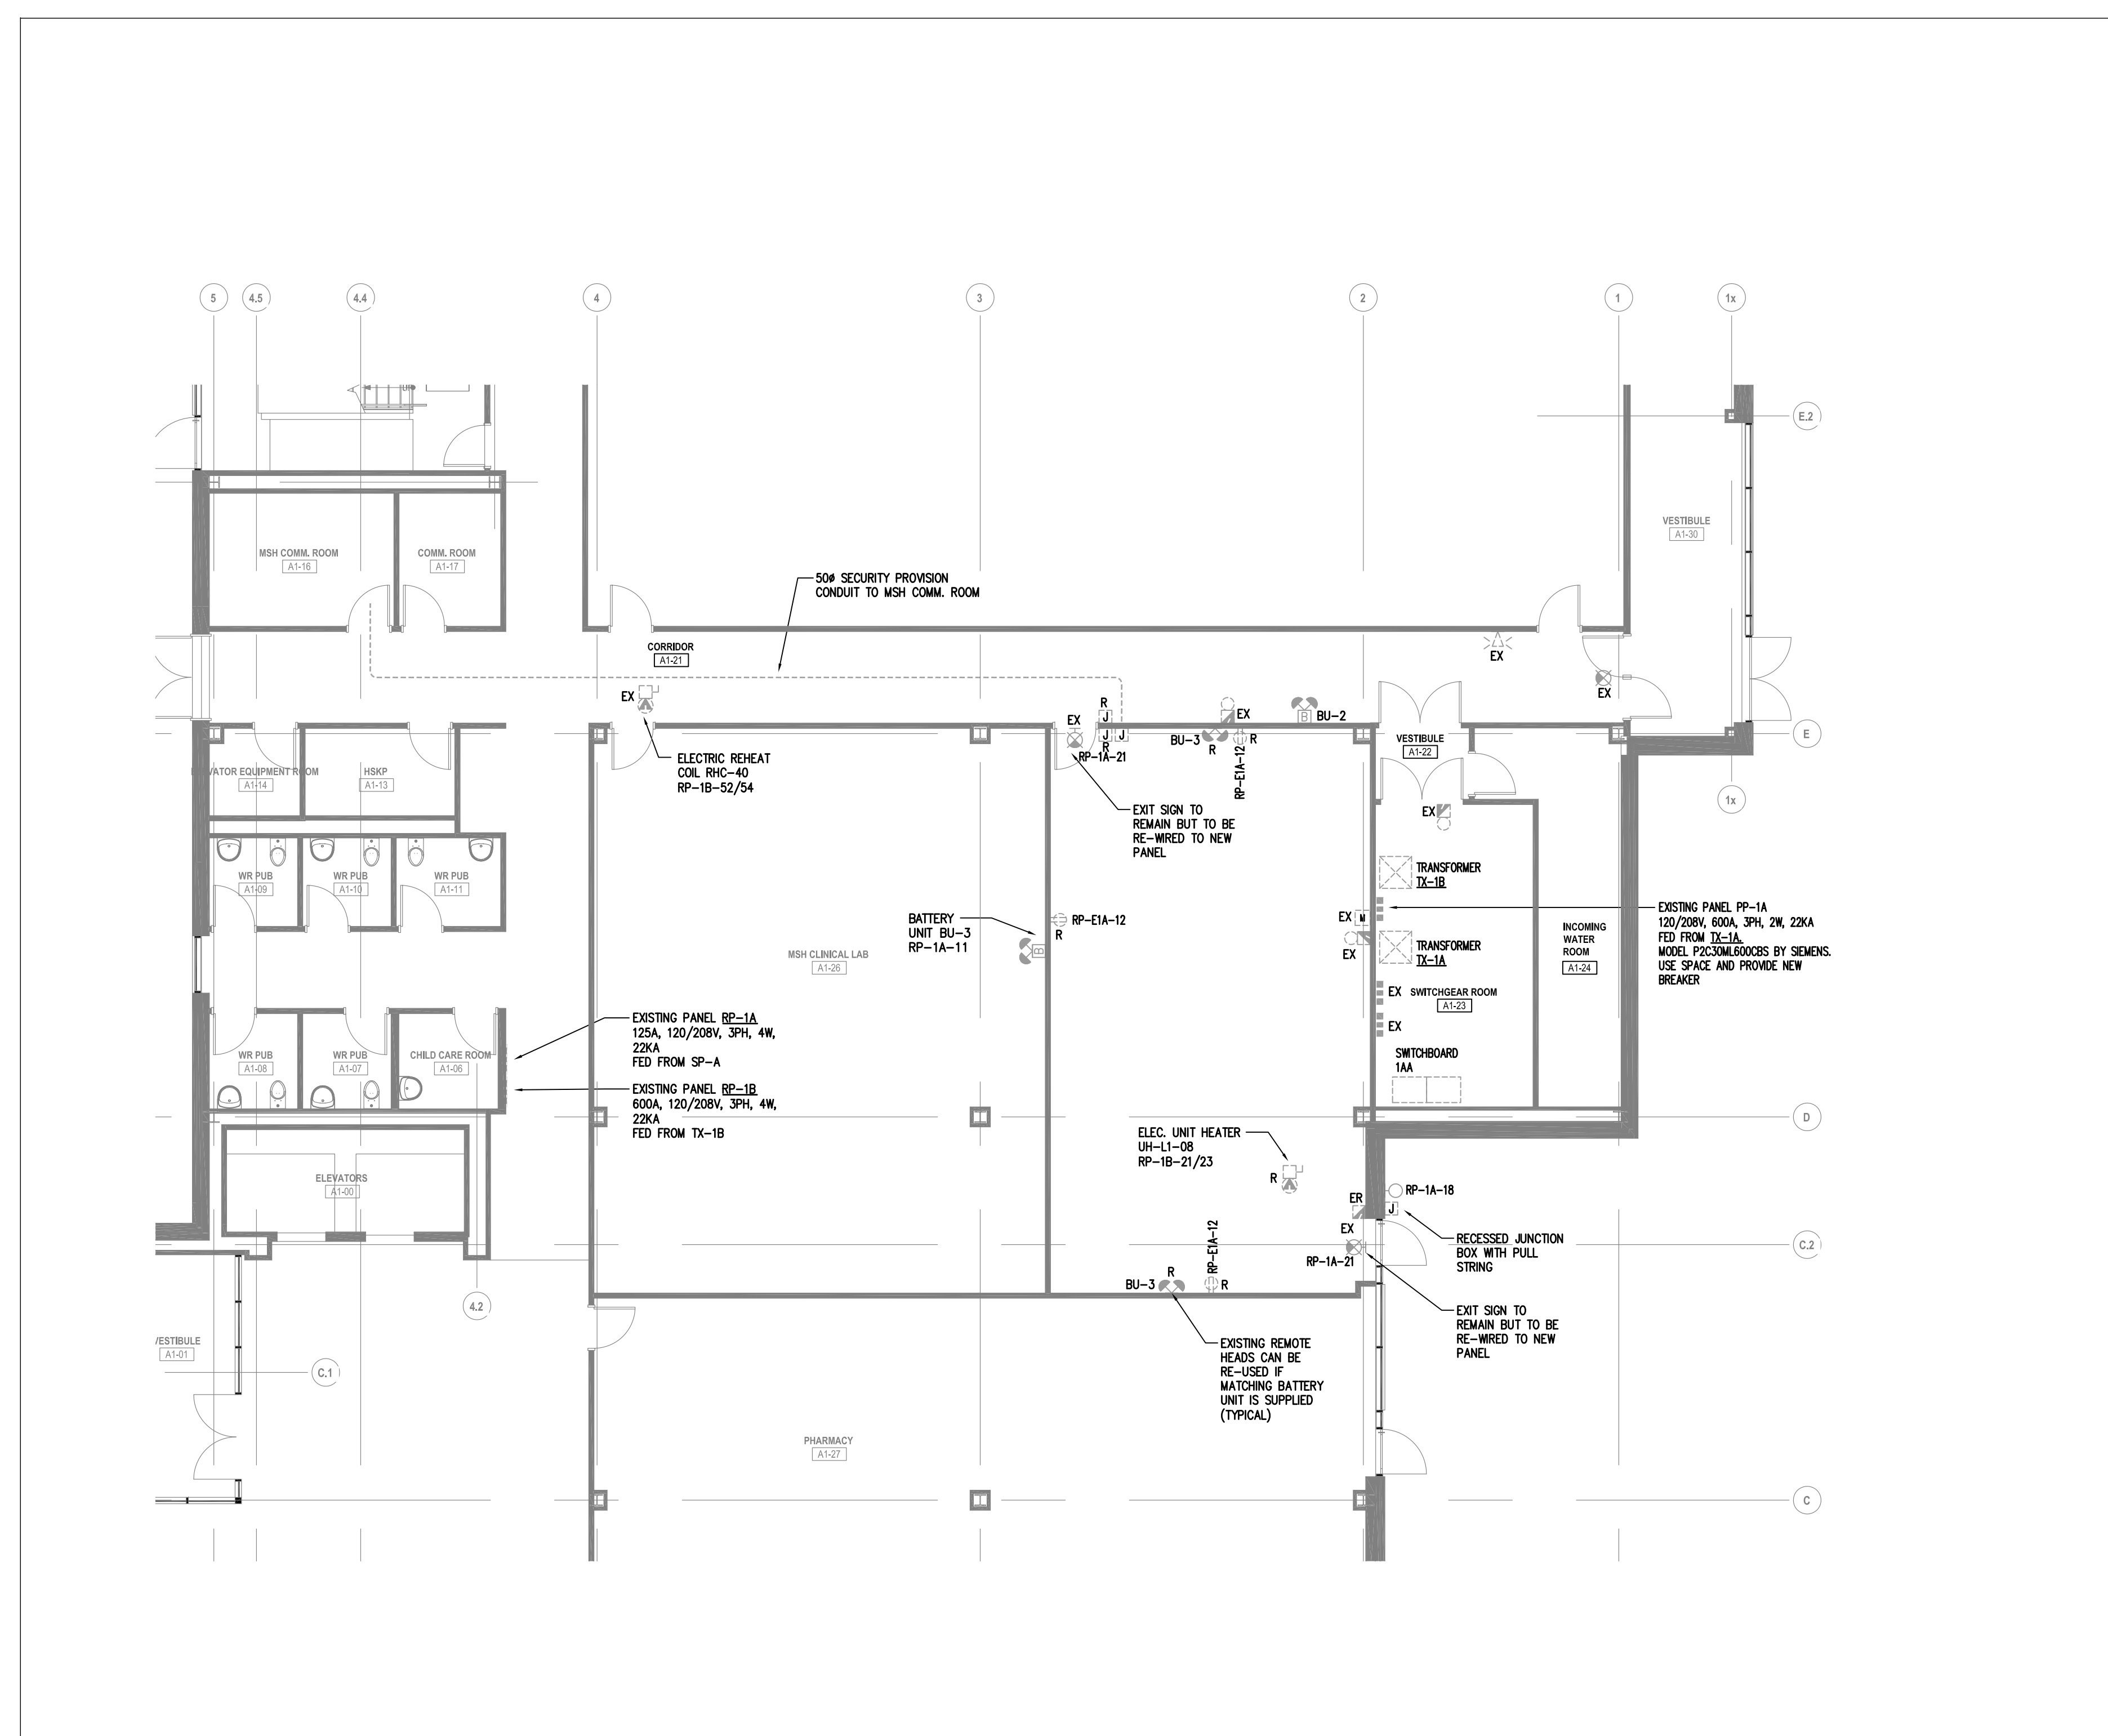 5
4.5
4.4
4
3
2
1
1x
E.2
UP
VESTIBULE
A1-30
MSH COMM. ROOM
A1-16
COMM. ROOM
A1-17
50ø SECURITY PROVISION
CONDUIT TO MSH COMM. ROOM
CORRIDOR
A1-21
EX
EX
EX
ELECTRIC REHEAT
COIL RHC-40
RP-1B-52/54
R
J
J
J
R
EX
RP-1A-21
EXIT SIGN TO
REMAIN BUT TO BE
RE-WIRED TO NEW
PANEL
EX
BU-3
R
R
RP-E1A-12
B
BU-2
VESTIBULE
A1-22
E
1x
EQUIPMENT ROOM
A1-14
HSKP
A1-13
WR PUB
A1-09
WR PUB
A1-10
WR PUB
A1-11
EX
TRANSFORMER
TX-1B
BATTERY
UNIT BU-3
RP-1A-11
RP-E1A-12
R
B
EX
M
EX
TRANSFORMER
TX-1A
EXISTING PANEL PP-1A
120/208V, 600A, 3PH, 2W, 22KA
FED FROM TX-1A.
MODEL P2C30ML600CBS BY SIEMENS.
USE SPACE AND PROVIDE NEW
BREAKER
INCOMING
WATER
ROOM
A1-24
MSH CLINICAL LAB
A1-26
EX
SWITCHGEAR ROOM
A1-23
EX
SWITCHBOARD
1AA
EXISTING PANEL RP-1A
125A, 120/208V, 3PH, 4W,
22KA
FED FROM SP-A
EXISTING PANEL RP-1B
600A, 120/208V, 3PH, 4W,
22KA
FED FROM TX-1B
WR PUB
A1-08
WR PUB
A1-07
CHILD CARE ROOM
A1-06
D
ELEC. UNIT HEATER
UH-L1-08
RP-1B-21/23
R
ELEVATORS
A1-00
ER
RP-1A-18
J
RECESSED JUNCTION
BOX WITH PULL
STRING
EX
RP-1A-21
C.2
RP-E1A-12
R
R
BU-3
4.2
EXIT SIGN TO
REMAIN BUT TO BE
RE-WIRED TO NEW
PANEL
EXISTING REMOTE
HEADS CAN BE
RE-USED IF
MATCHING BATTERY
UNIT IS SUPPLIED
(TYPICAL)
A1-01
C.1
PHARMACY
A1-27
C